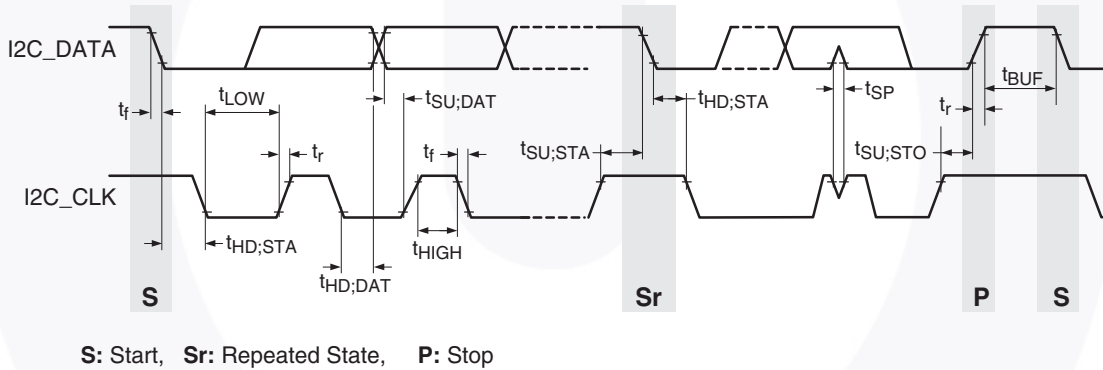 I2C_DATA
tf
tLOW
tSU;DAT
tHD;STA
tSP
tBUF
tr
tr
tf
tSU;STA
tSU;STO
I2C_CLK
tHD;STA
tHIGH
tHD;DAT
S
Sr
P
S
S: Start, Sr: Repeated State, P: Stop